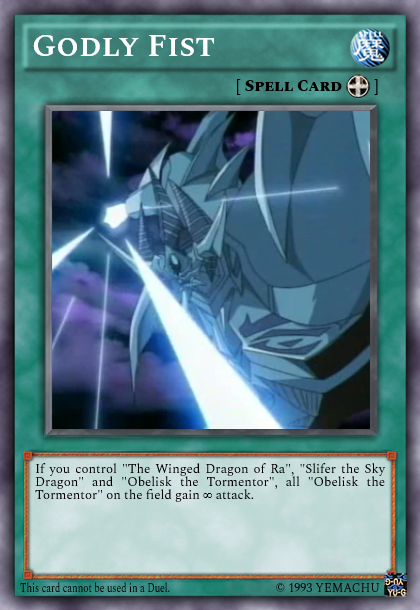 Godly Fist
魔
[ Spell Card ]
If you control "The Winged Dragon of Ra", "Slifer the Sky
Dragon" and "Obelisk the Tormentor", all "Obelisk the
Tormentor" on the field gain ∞ attack.
This card cannot be used in a Duel. © 1993 YEMACHU